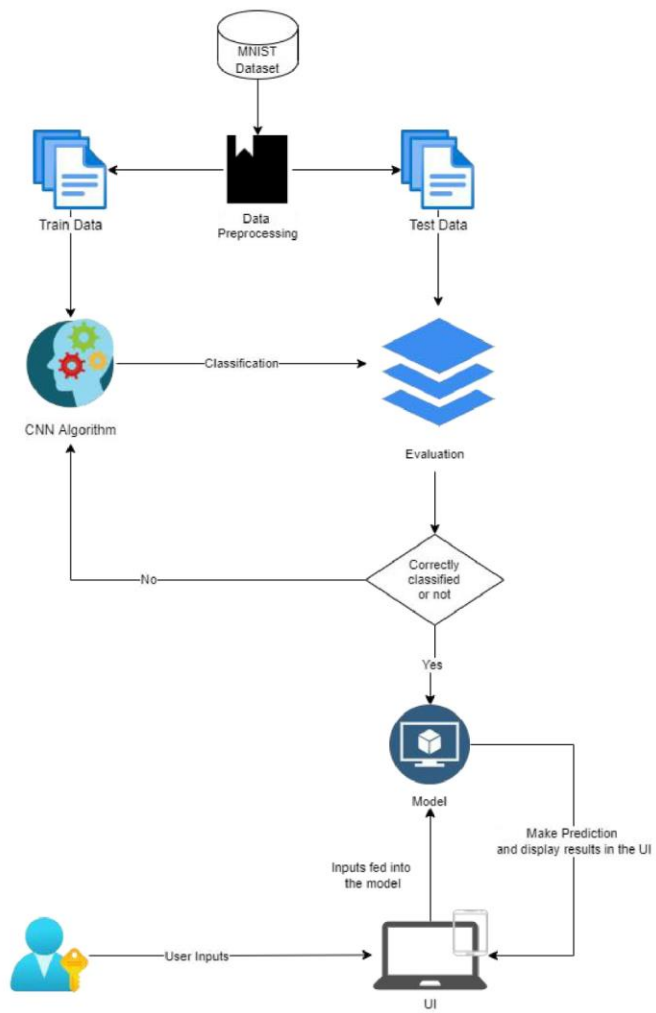 MNIST
Dataset
Train Data
Data
Preprocessing
Test Data
Classification
CNN Algorithm
Evaluation
Correctly
classified
or not
No
Yes
Model
Make Prediction
and display results in the UI
Inputs fed into
the model
User Inputs
UI